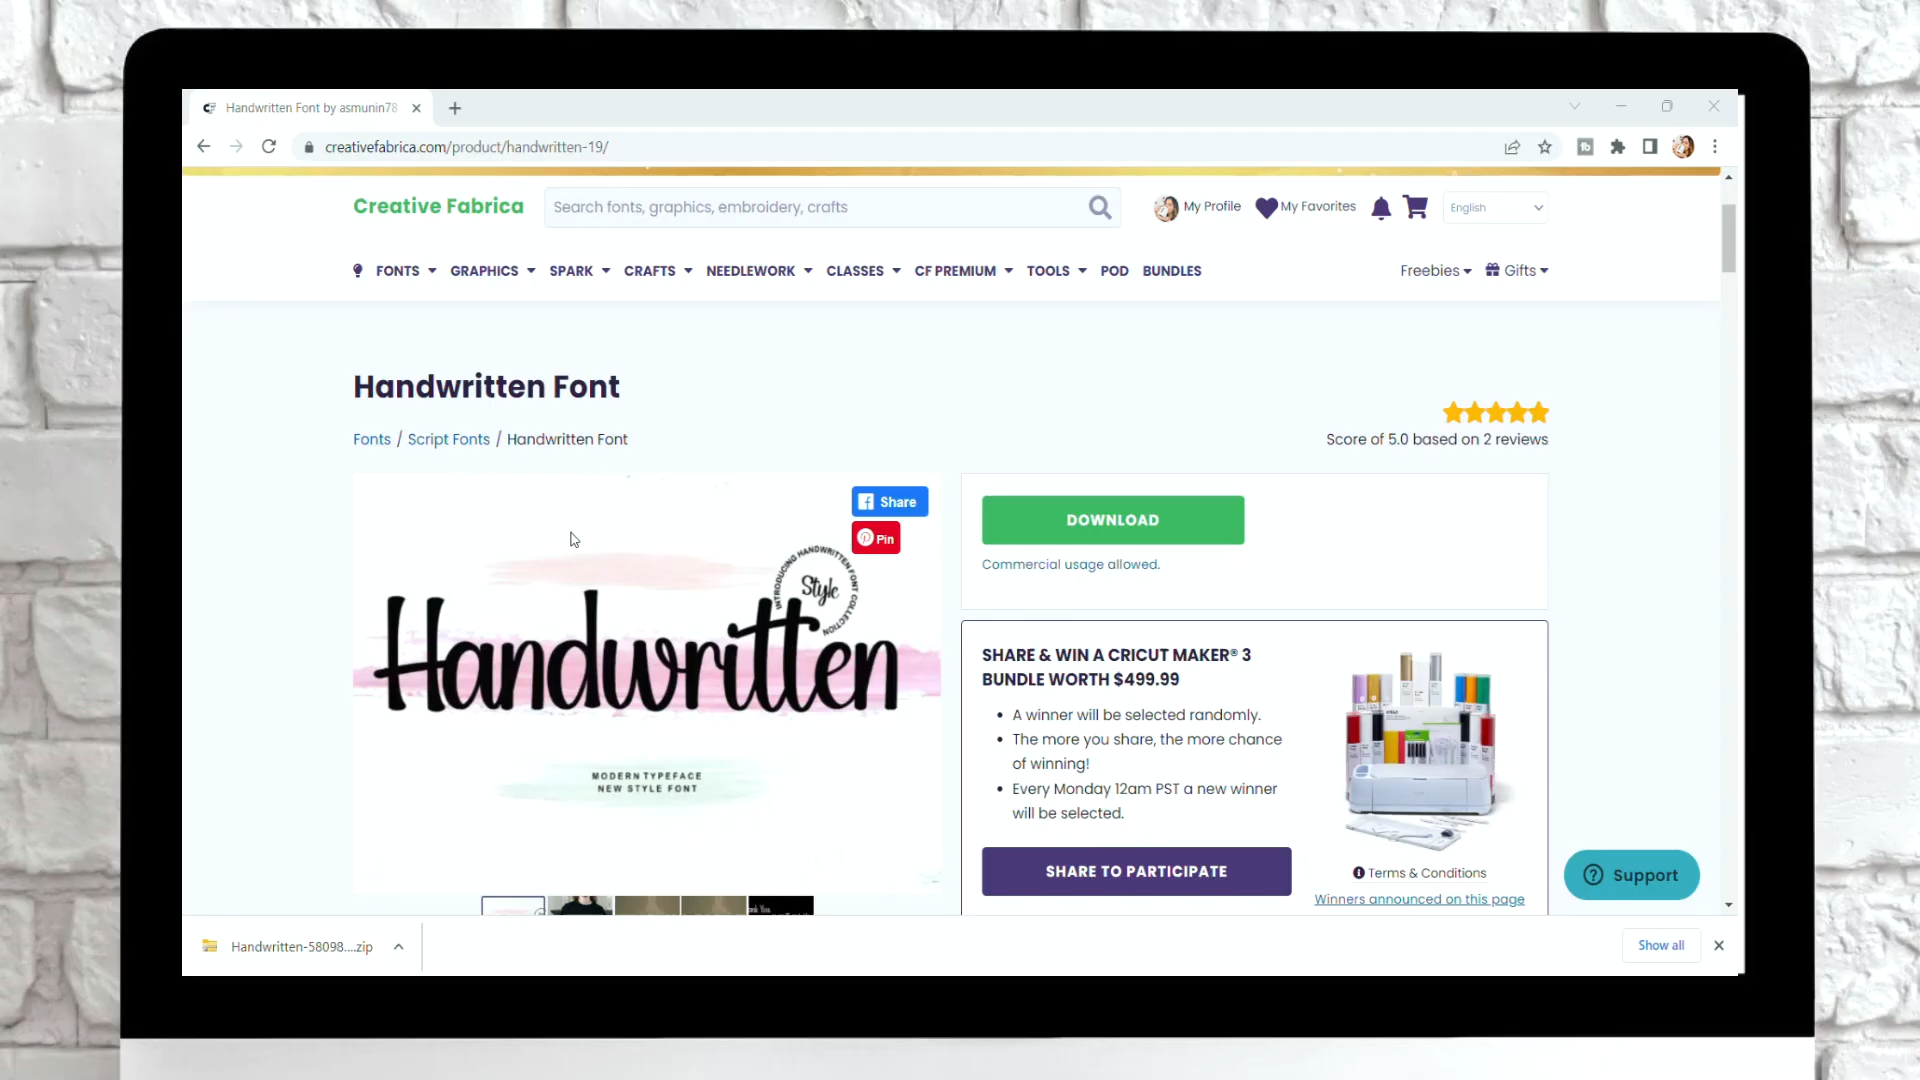 Handwritten Font by asmunin78
creativefabrica.com/product/handwritten-19/
Creative Fabrica
Search fonts, graphics, embroidery, crafts
My Profile
My Favorites
English
FONTS
GRAPHICS
SPARK
CRAFTS
NEEDLEWORK
CLASSES
CF PREMIUM
TOOLS
POD
BUNDLES
Freebies
Gifts
Handwritten Font
Fonts / Script Fonts / Handwritten Font
Score of 5.0 based on 2 reviews
Share
Pin
INTRODUCING HANDWRITTEN FONT COLLECTION
Style
Handwritten
MODERN TYPEFACE
NEW STYLE FONT
DOWNLOAD
Commercial usage allowed.
SHARE & WIN A CRICUT MAKER® 3
BUNDLE WORTH $499.99
• A winner will be selected randomly.
• The more you share, the more chance
of winning!
• Every Monday 12am PST a new winner
will be selected.
SHARE TO PARTICIPATE
Terms & Conditions
Winners announced on this page
Support
Handwritten-58098....zip
Show all